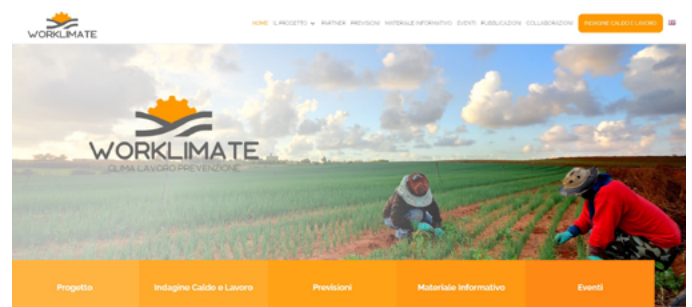 WORKLIMATE
HOME IL PROGETTO PARTNER PREVISIONI MATERIALE INFORMATIVO EVENTI PUBBLICAZIONI COLLABORAZIONI INDAGINE CALDO E LAVORO
WORKLIMATE
CLIMA LAVORO PREVENZIONE
Progetto Indagine Caldo e Lavoro Previsioni Materiale Informativo Eventi